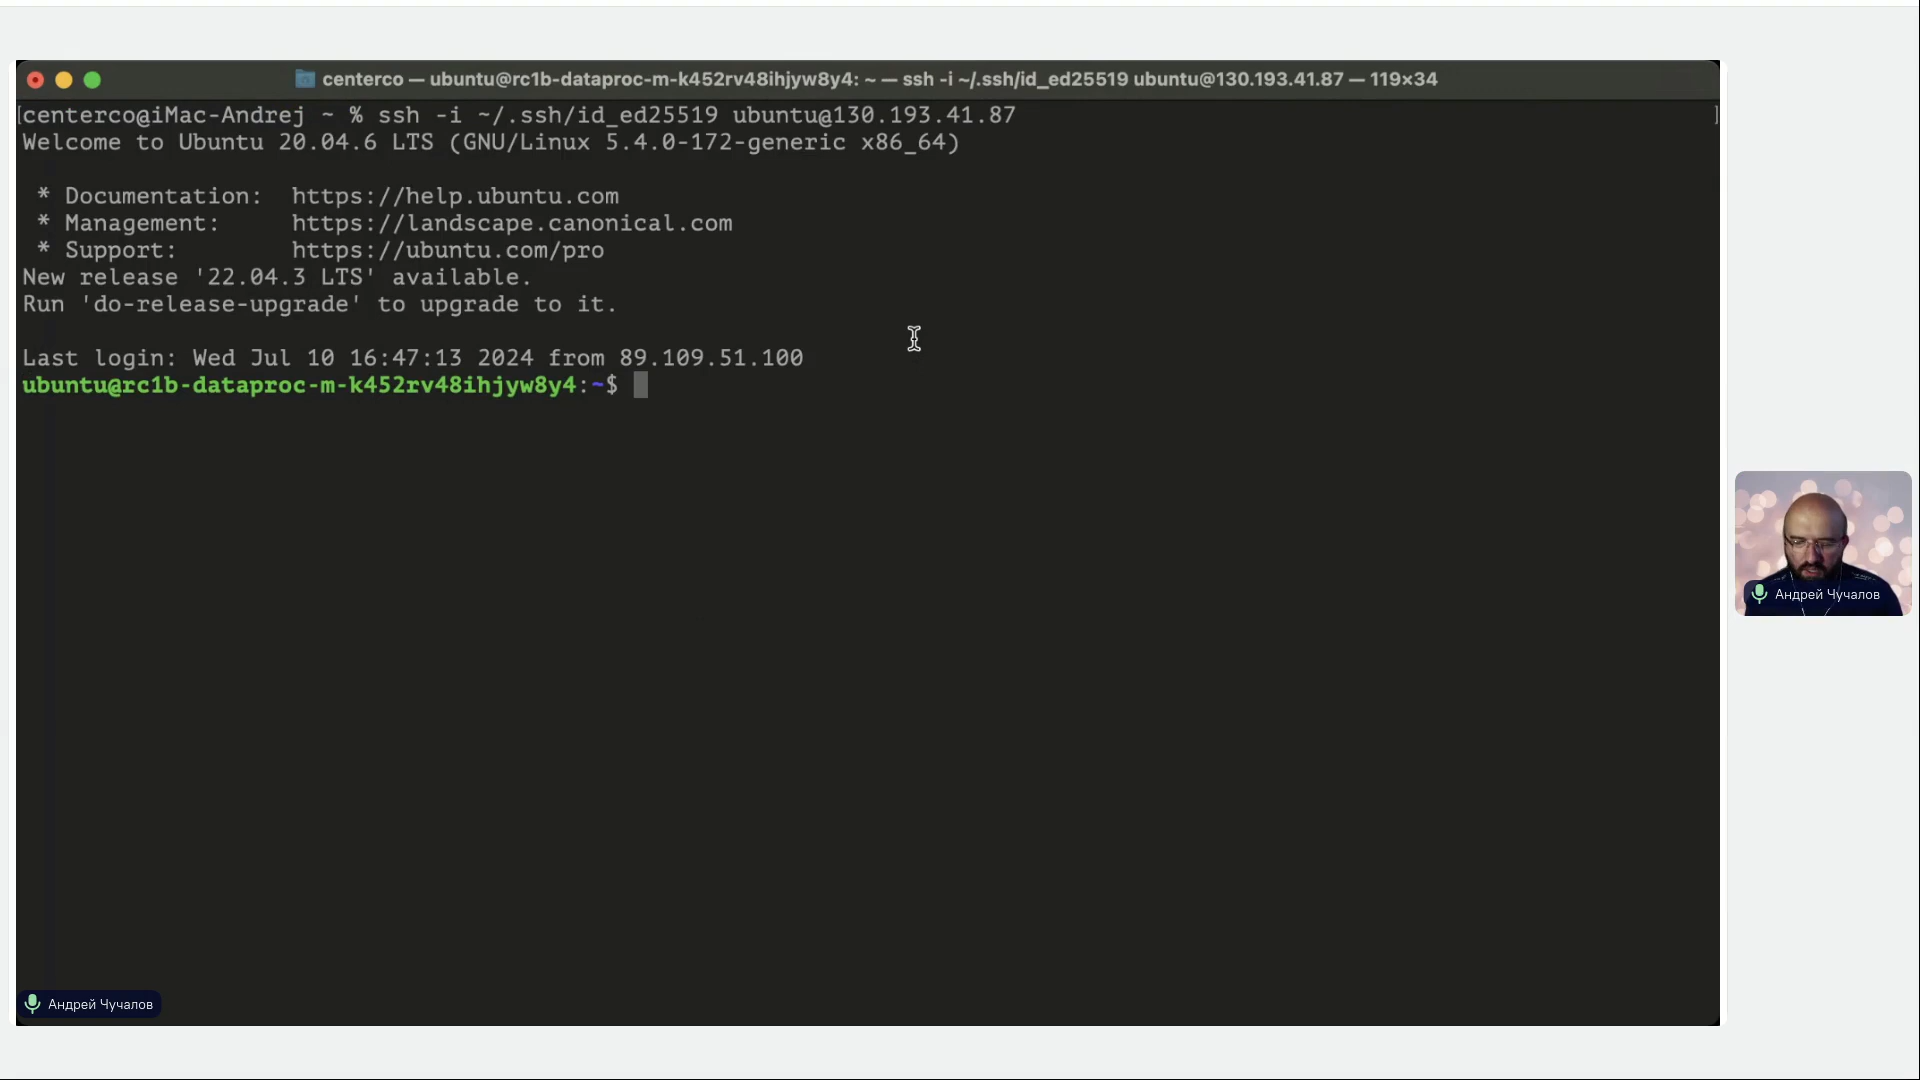 centerco — ubuntu@rc1b-dataproc-m-k452rv48ihjyw8y4: ~ — ssh -i ~/.ssh/id_ed25519 ubuntu@130.193.41.87 — 119×34
[centerco@iMac-Andrej ~ % ssh -i ~/.ssh/id_ed25519 ubuntu@130.193.41.87 ]
Welcome to Ubuntu 20.04.6 LTS (GNU/Linux 5.4.0-172-generic x86_64)
* Documentation: https://help.ubuntu.com
* Management: https://landscape.canonical.com
* Support: https://ubuntu.com/pro
New release '22.04.3 LTS' available.
Run 'do-release-upgrade' to upgrade to it.
Last login: Wed Jul 10 16:47:13 2024 from 89.109.51.100
ubuntu@rc1b-dataproc-m-k452rv48ihjyw8y4:~$
Андрей Чучалов
Андрей Чучалов